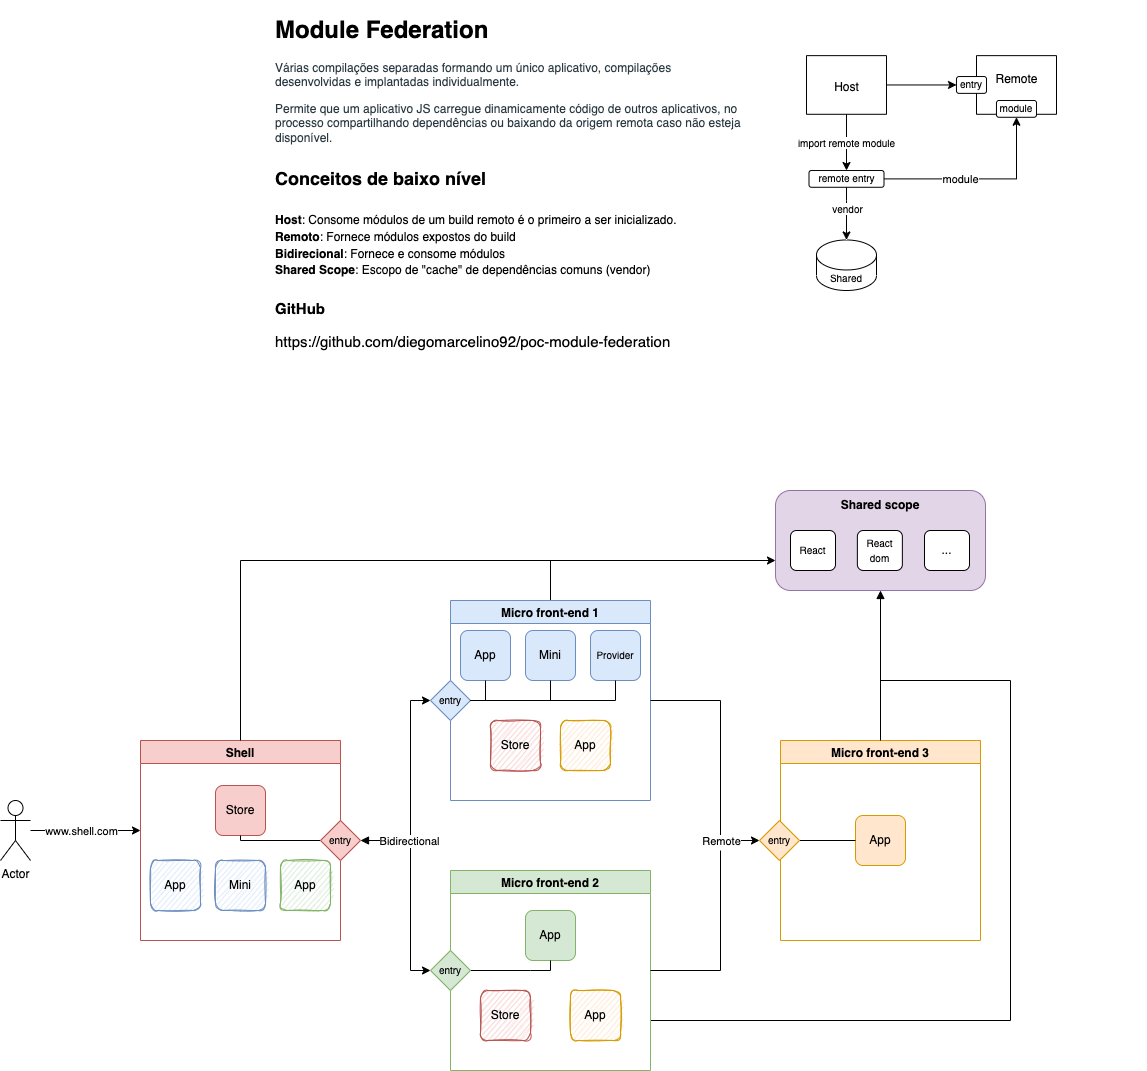 Module Federation
Várias compilações separadas formando um único aplicativo, compilações
desenvolvidas e implantadas individualmente.
Permite que um aplicativo JS carregue dinamicamente código de outros aplicativos, no
processo compartilhando dependências ou baixando da origem remota caso não esteja
disponível.
Conceitos de baixo nível
Host: Consome módulos de um build remoto é o primeiro a ser inicializado.
Remoto: Fornece módulos expostos do build
Bidirecional: Fornece e consome módulos
Shared Scope: Escopo de "cache" de dependências comuns (vendor)
GitHub
https://github.com/diegomarcelino92/poc-module-federation
Host
entry
Remote
module
import remote module
remote entry
module
vendor
Shared
Shared scope
React
React
dom
...
Micro front-end 1
App
Mini
Provider
entry
Store
App
Shell
Store
entry
App
Mini
App
www.shell.com
Actor
Bidirectional
Micro front-end 2
App
entry
Store
App
Remote
Micro front-end 3
entry
App